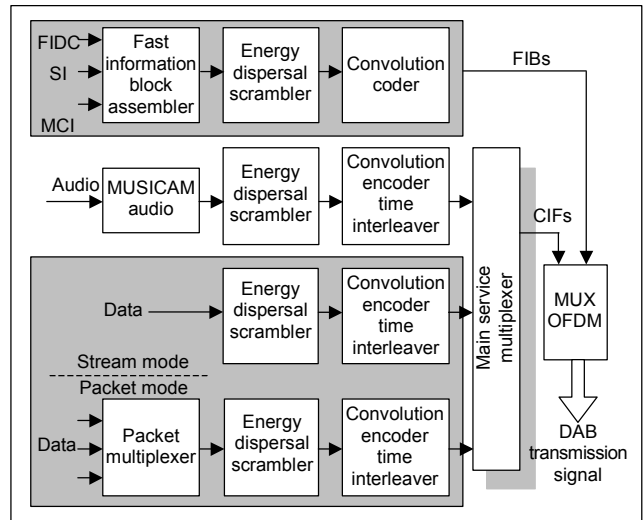 FIDC
SI
MCI
Fast
information
block
assembler
Energy
dispersal
scrambler
Convolution
coder
FIBs
Audio
MUSICAM
audio
Energy
dispersal
scrambler
Convolution
encoder
time
interleaver
Main service
multiplexer
CIFs
MUX
OFDM
DAB
transmission
signal
Data
Energy
dispersal
scrambler
Convolution
encoder
time
interleaver
Stream mode
Packet mode
Data
Packet
multiplexer
Energy
dispersal
scrambler
Convolution
encoder
time
interleaver